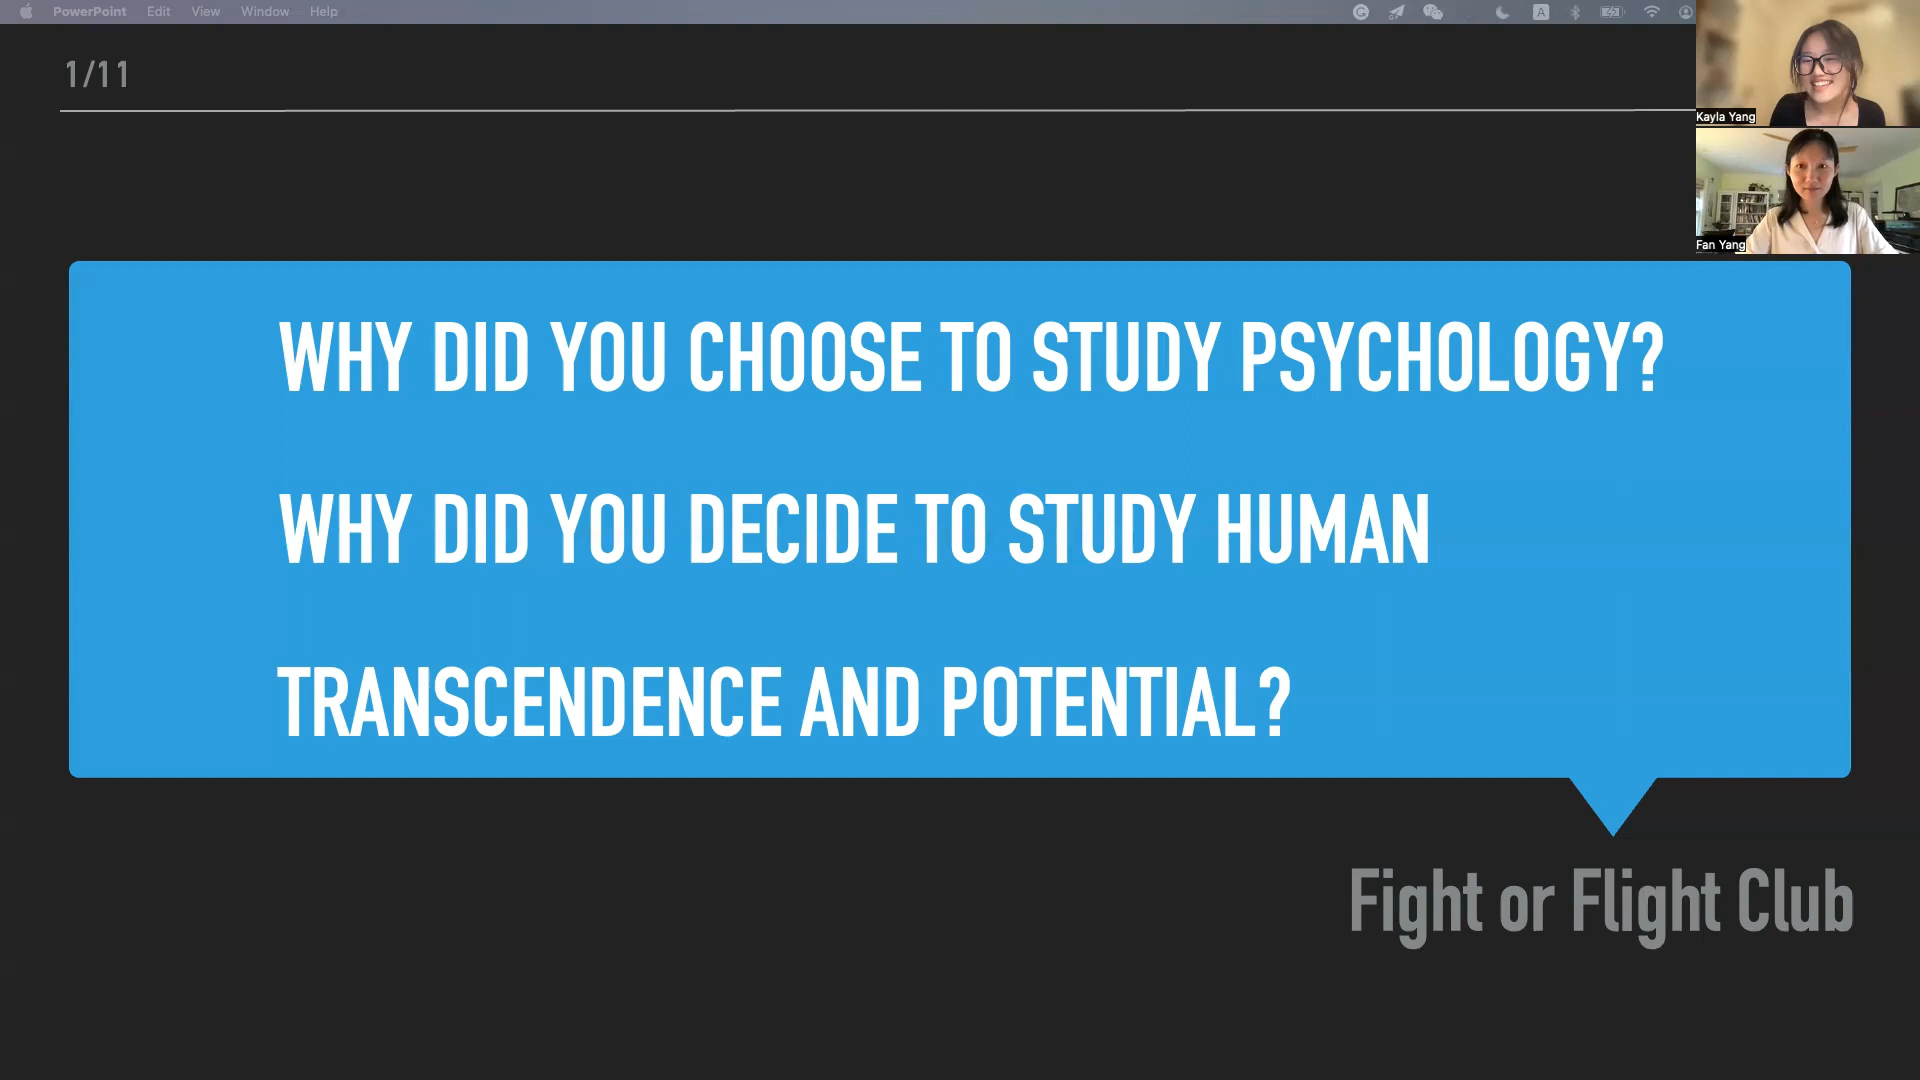 PowerPoint Edit View Window Help
A
1/11
Kayla Yang
Fan Yang
WHY DID YOU CHOOSE TO STUDY PSYCHOLOGY?
WHY DID YOU DECIDE TO STUDY HUMAN
TRANSCENDENCE AND POTENTIAL?
Fight or Flight Club